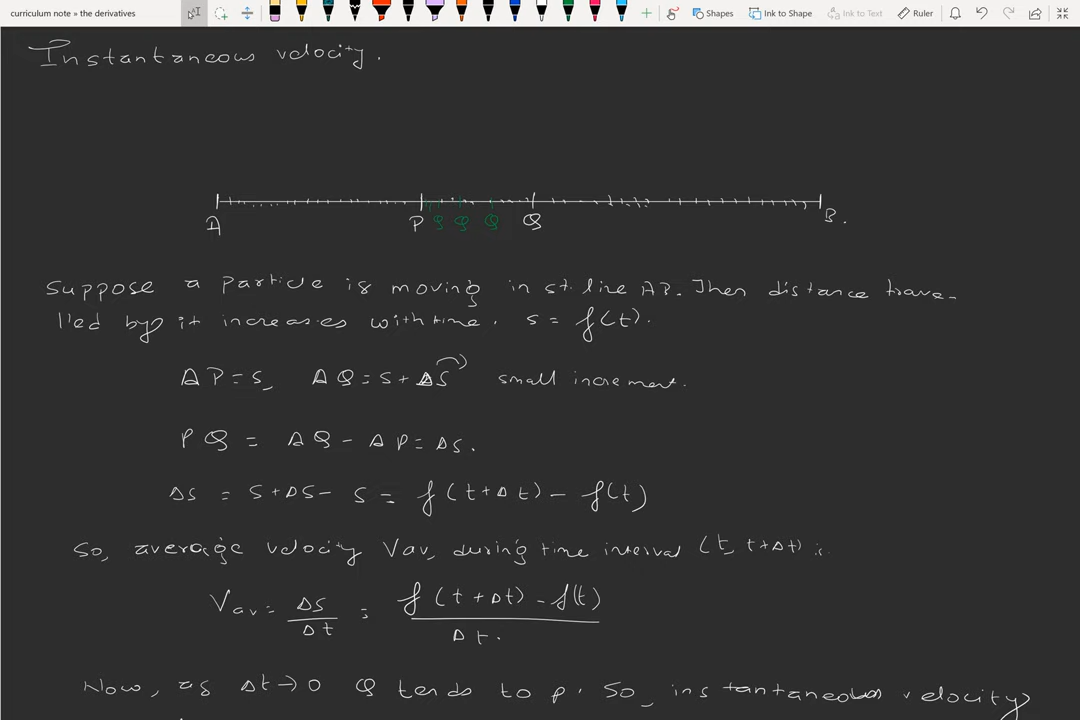 curriculum note » the derivatives
Shapes Ink to Shape Ink to Text Ruler
Instantaneous velocity.
A P Q Q Q Q B.
Suppose a particle is moving in st. line AB. Then distance trave-
lled by it increases with time. s = f(t).
AP = S, AQ = S + ΔS small increment.
PQ = AQ - AP = ΔS.
ΔS = S + ΔS - S = f(t + Δt) - f(t)
So, average velocity Vav, during time interval (t, t + Δt) is
Vav = ΔS/Δt = f(t + Δt) - f(t)/Δt.
Now, as Δt → 0 Q tends to P. So, instantaneous velocity